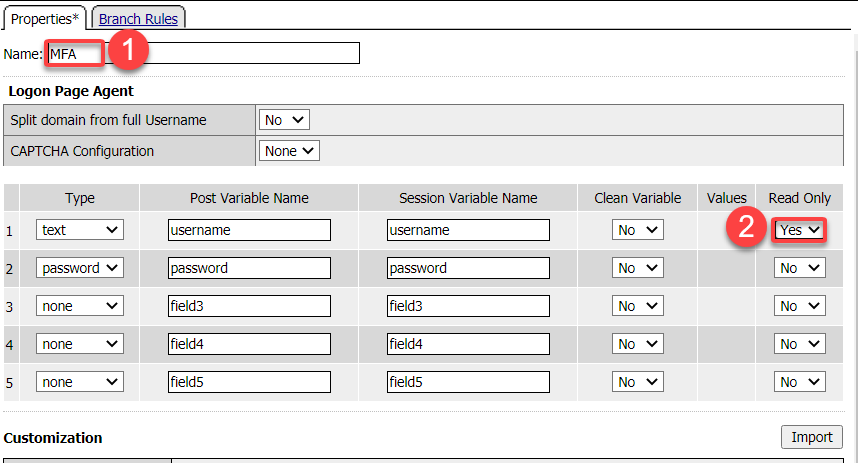 Properties* Branch Rules
Name: MFA 1
Logon Page Agent
Split domain from full Username No
CAPTCHA Configuration None
Type Post Variable Name Session Variable Name Clean Variable Values Read Only
1 text username username No 2 Yes
2 password password password No No
3 none field3 field3 No No
4 none field4 field4 No No
5 none field5 field5 No No
Customization Import